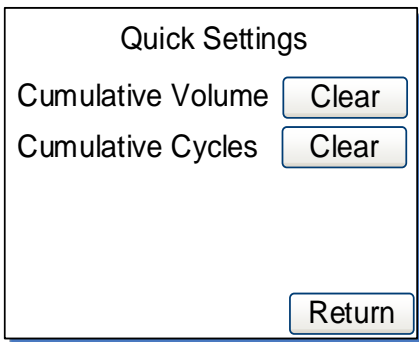 Quick Settings
Cumulative Volume Clear
Cumulative Cycles Clear
Return